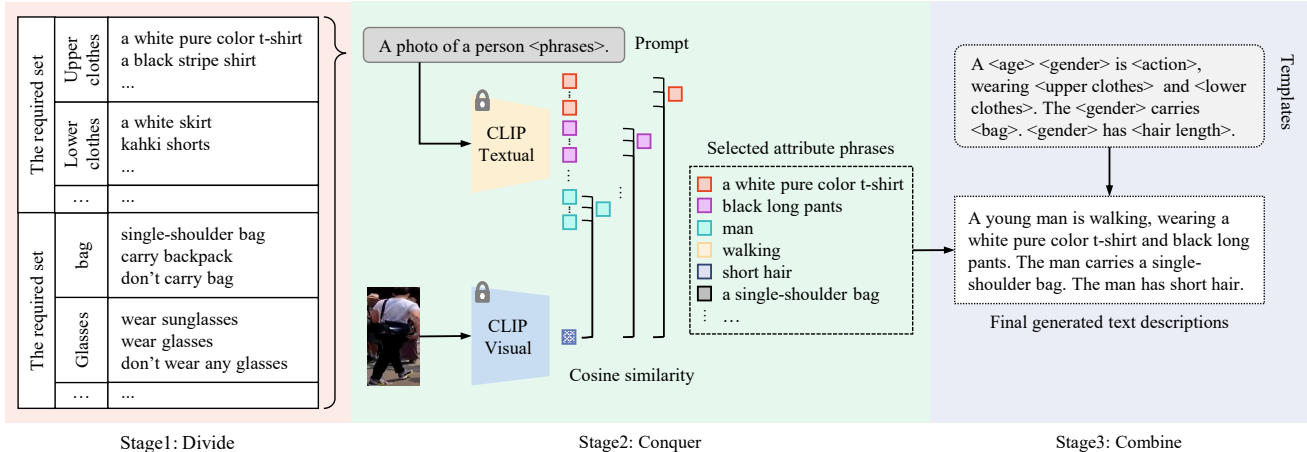 The required set
Upper
clothes
a white pure color t-shirt
a black stripe shirt
...
Lower
clothes
a white skirt
kahki shorts
...
...
...
The required set
bag
single-shoulder bag
carry backpack
don't carry bag
Glasses
wear sunglasses
wear glasses
don't wear any glasses
...
...
Stage1: Divide
A photo of a person <phrases>.
Prompt
CLIP
Textual
CLIP
Visual
Cosine similarity
Selected attribute phrases
a white pure color t-shirt
black long pants
man
walking
short hair
a single-shoulder bag
...
Stage2: Conquer
A <age> <gender> is <action>,
wearing <upper clothes> and <lower
clothes>. The <gender> carries
<bag>. <gender> has <hair length>.
Templates
A young man is walking, wearing a
white pure color t-shirt and black long
pants. The man carries a single-
shoulder bag. The man has short hair.
Final generated text descriptions
Stage3: Combine